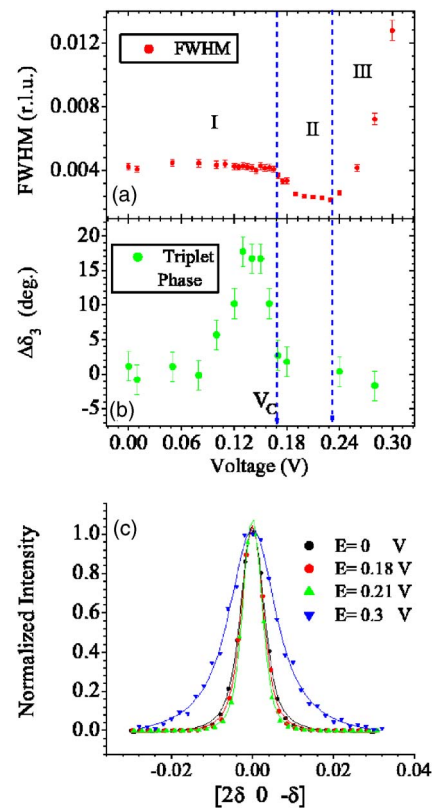 0.012
FWHM
FWHM (r.l.u.)
III
0.008
I
II
0.004
(a)
20
Triplet
Phase
15
Δδ3 (deg.)
10
5
0
-5
(b)
VC
0.00 0.06 0.12 0.18 0.24 0.30
Voltage (V)
(c)
1.0
E= 0 V
E= 0.18 V
0.8
E= 0.21 V
E= 0.3 V
0.6
Normalized Intensity
0.4
0.2
0.0
-0.02 0.00 0.02 0.04
[2δ 0 -δ]